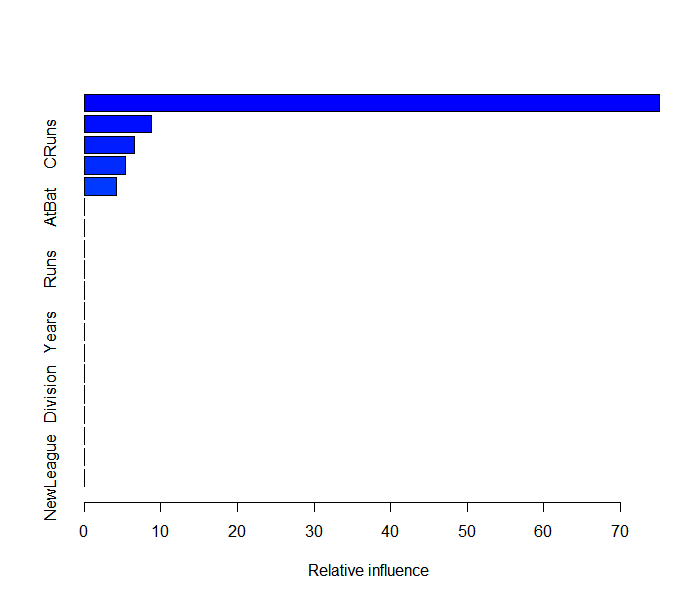 CRuns
AtBat
Runs
Years
Division
NewLeague
0 10 20 30 40 50 60 70
Relative influence